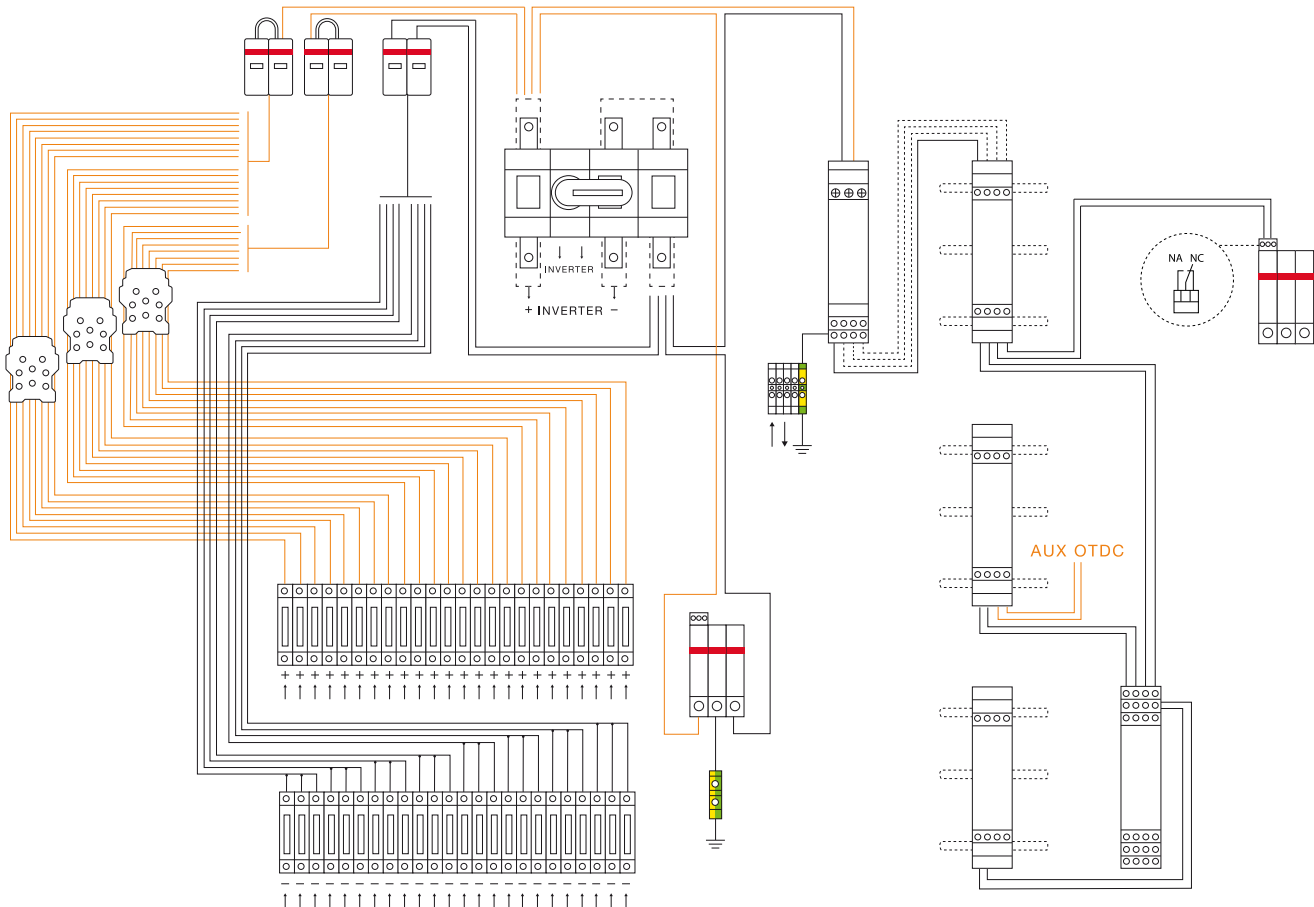 NA NC
INVERTER
+ INVERTER −
AUX OTDC
+ + + + + + + + + + + + + + + + + + + + + + + +
− − − − − − − − − − − − − − − − − − − − − − − −